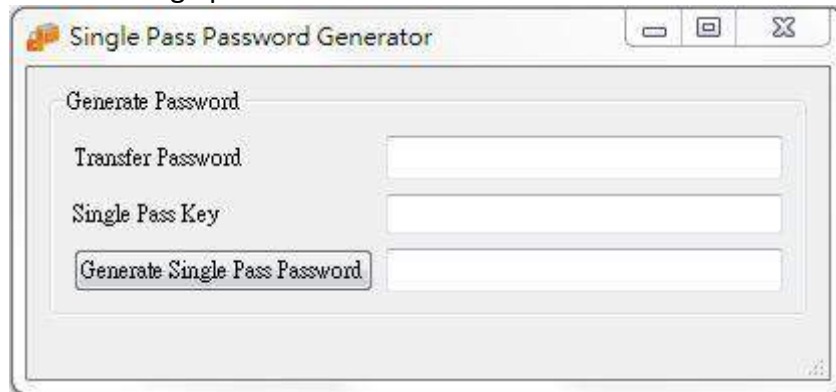 Single Pass Password Generator
Generate Password
Transfer Password
Single Pass Key
Generate Single Pass Password